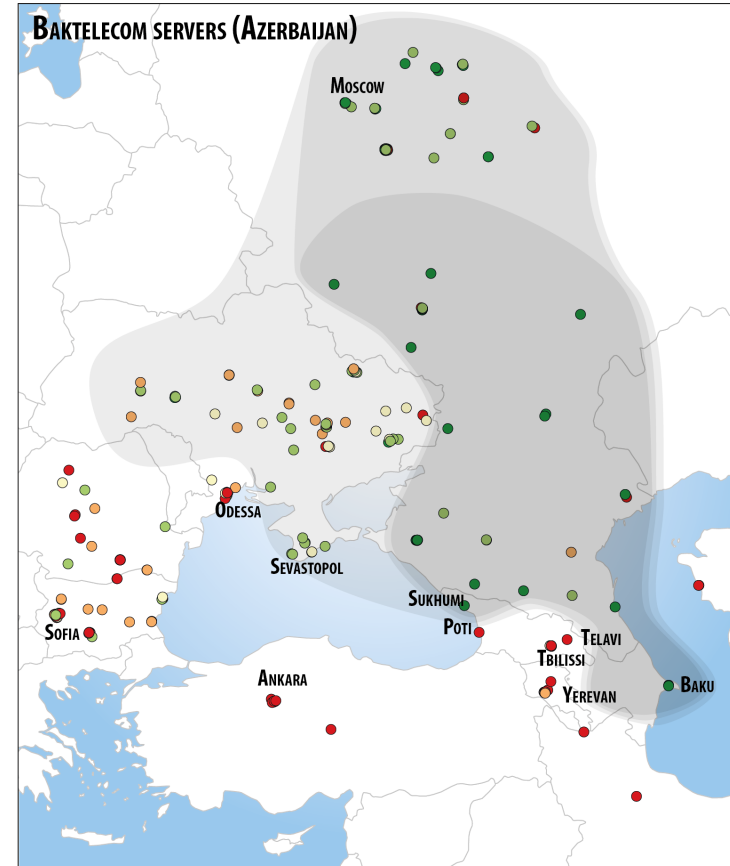 Baktelecom servers (Azerbaijan)
Moscow
Odessa
Sevastopol
Sukhumi
Poti
Telavi
Sofia
Tbilissi
Ankara
Yerevan
Baku